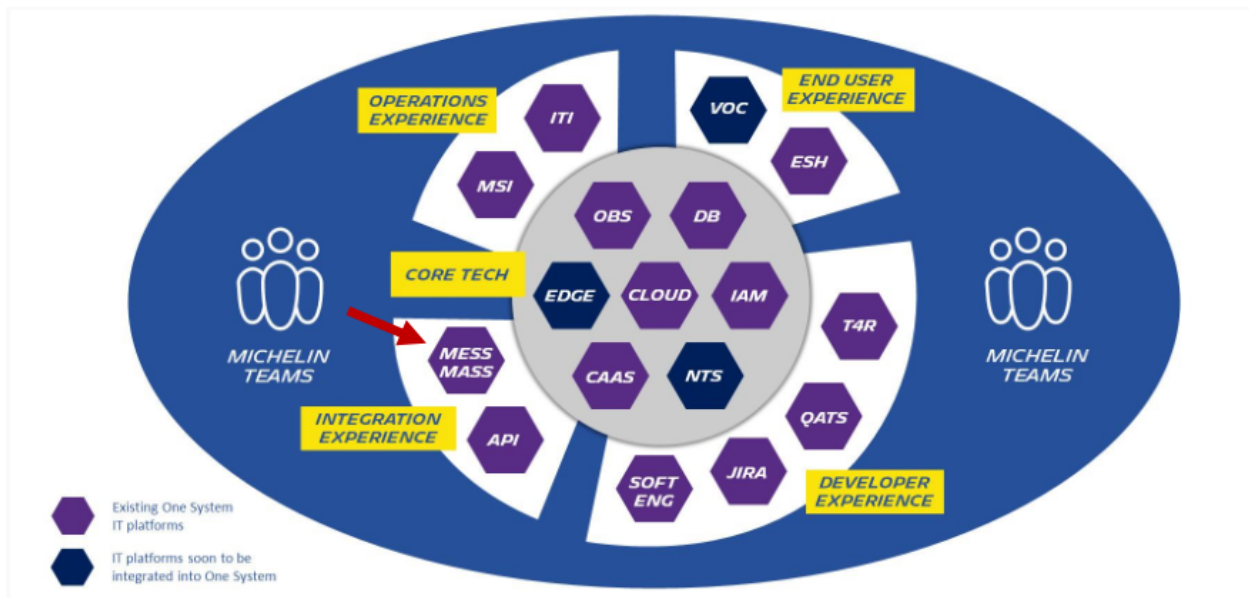 OPERATIONS
EXPERIENCE
ITI
MSI
VOC
END USER
EXPERIENCE
ESH
OBS
DB
CORE TECH
EDGE
CLOUD
IAM
CAAS
NTS
MICHELIN
TEAMS
MESS
MASS
INTEGRATION
EXPERIENCE
API
T4R
QATS
JIRA
SOFT
ENG
DEVELOPER
EXPERIENCE
MICHELIN
TEAMS
Existing One System
IT platforms
IT platforms soon to be
integrated into One System